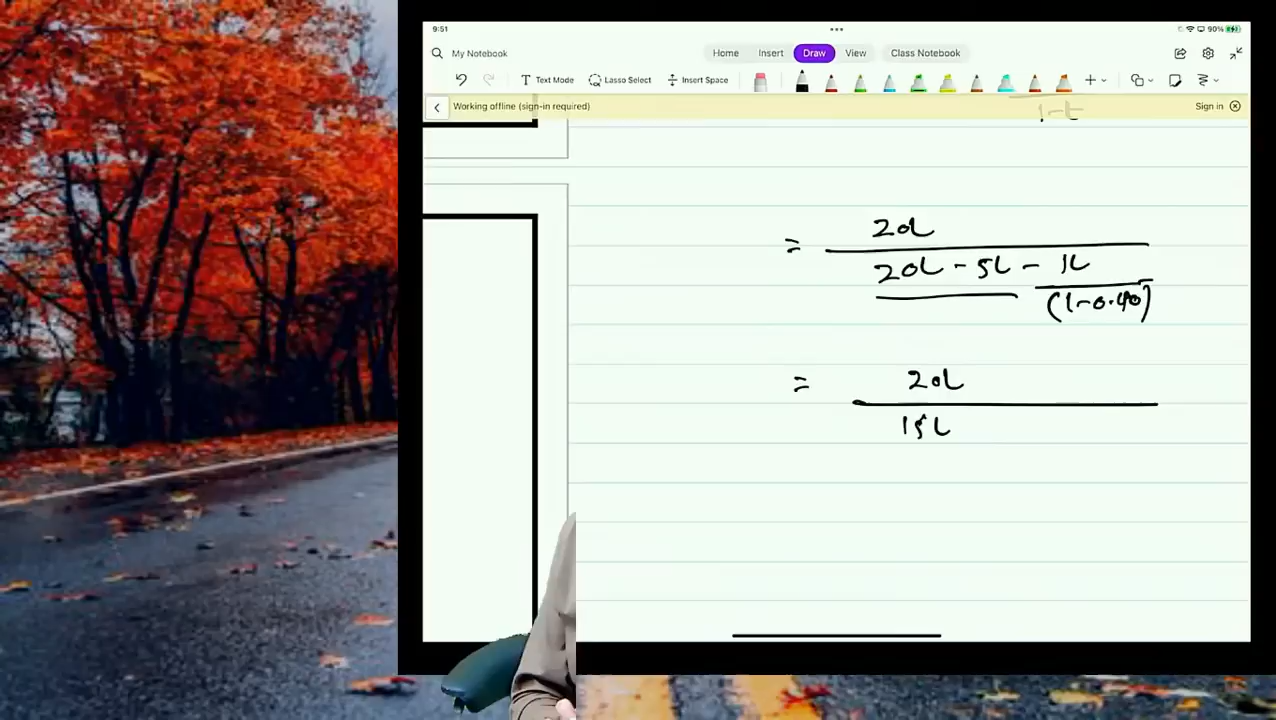 9:51
90%
My Notebook
Home Insert Draw View Class Notebook
Text Mode Lasso Select Insert Space
Working offline (sign-in required)
Sign in
1-t
= 20L
20L - 5L - 1L
(1-0.40)
= 20L
15L